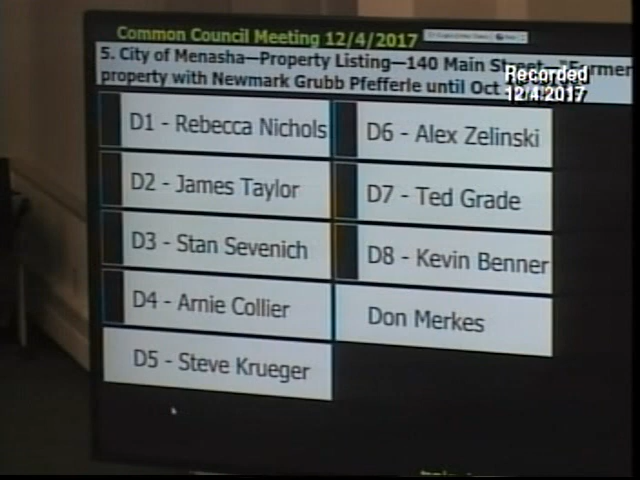 Common Council Meeting 12/4/2017
5. City of Menasha—Property Listing—140 Main Street—"Former
property with Newmark Grubb Pfefferle until Oct
Recorded
12/4/2017
D1 - Rebecca Nichols
D6 - Alex Zelinski
D2 - James Taylor
D7 - Ted Grade
D3 - Stan Sevenich
D8 - Kevin Benner
D4 - Arnie Collier
Don Merkes
D5 - Steve Krueger